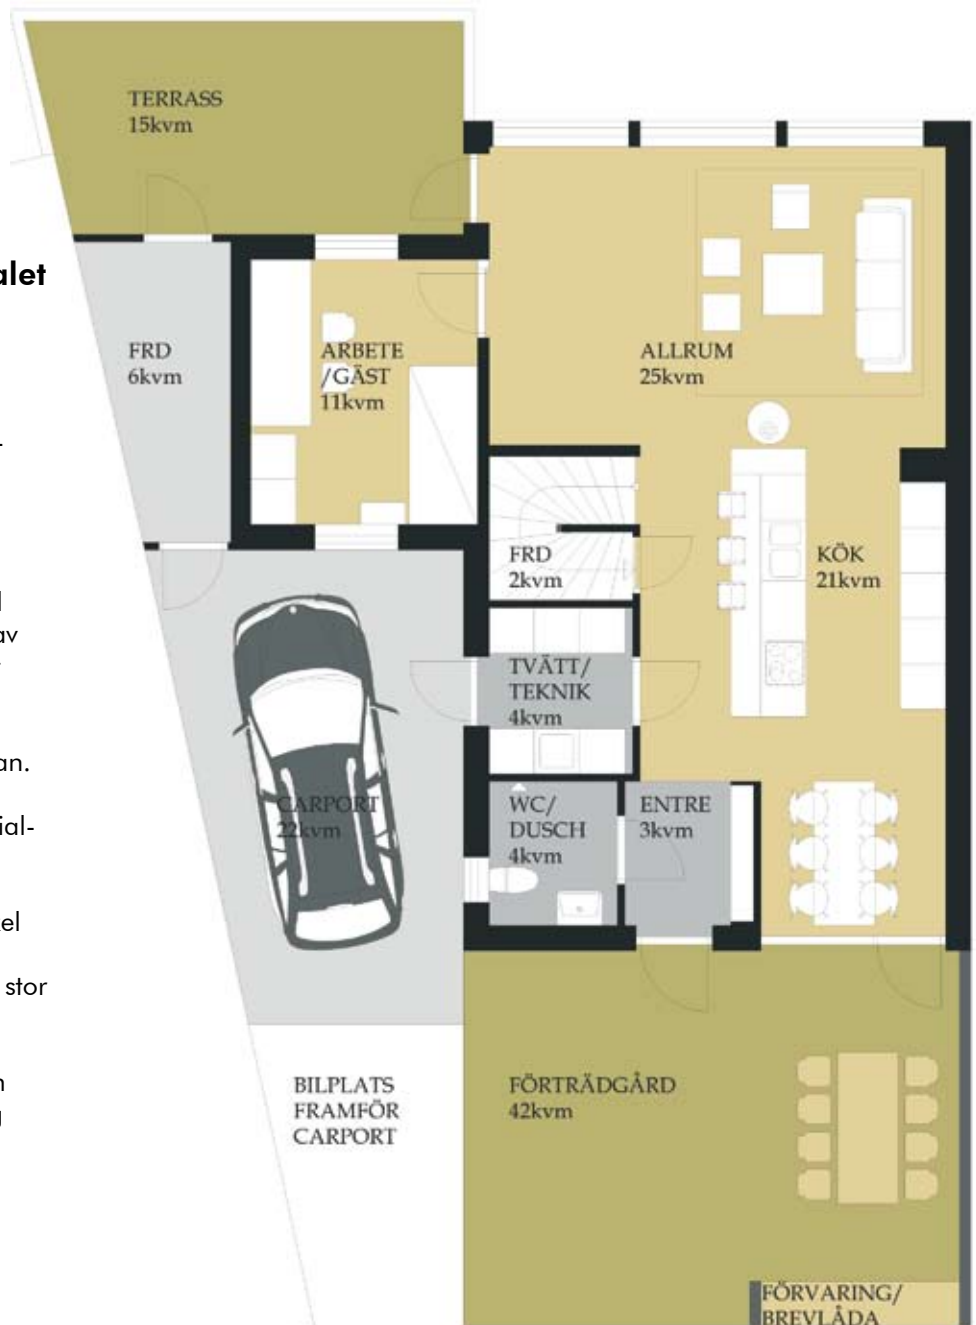 TERRASS
15kvm
alet
FRD
6kvm
ARBETE
/GÄST
11kvm
ALLRUM
25kvm
FRD
2kvm
KÖK
21kvm
av
TVÄTT/
TEKNIK
4kvm
an.
CARPORT
22kvm
WC/
DUSCH
4kvm
ENTRE
3kvm
ial-
el
stor
BILPLATS
FRAMFÖR
CARPORT
FÖRTRÄDGÅRD
42kvm
FÖRVARING/
BREVLÅDA